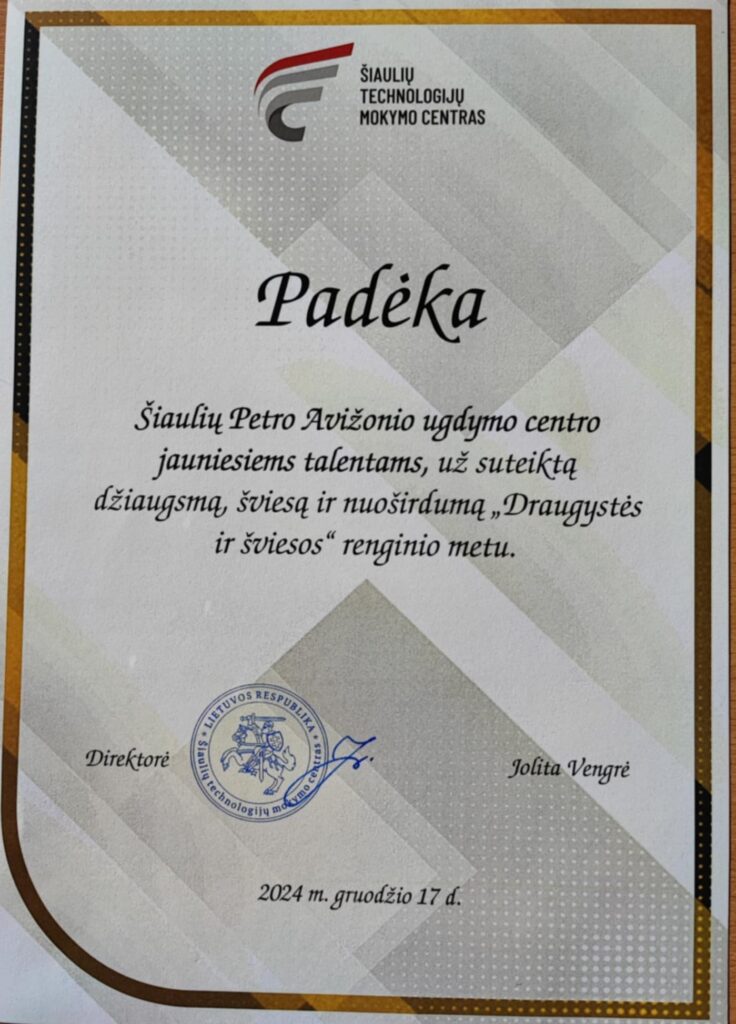 ŠIAULIŲ
TECHNOLOGIJŲ
MOKYMO CENTRAS
Padėka
Šiaulių Petro Avižonio ugdymo centro
jauniesiems talentams, už suteiktą
džiaugsmą, šviesą ir nuoširdumą „Draugystės
ir šviesos“ renginio metu.
Direktorė
LIETUVOS RESPUBLIKA
Šiaulių technologijų mokymo centras
Jolita Vengrė
2024 m. gruodžio 17 d.